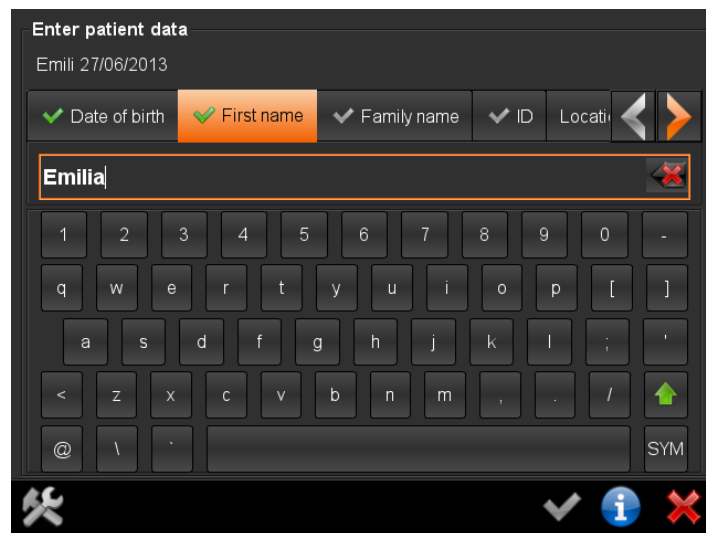 Enter patient data
Emili 27/06/2013
Date of birth First name Family name ID Locati
Emilia
1 2 3 4 5 6 7 8 9 0 -
q w e r t y u i o p [ ]
a s d f g h j k l ; '
< z x c v b n m , . /
@ \ ` SYM